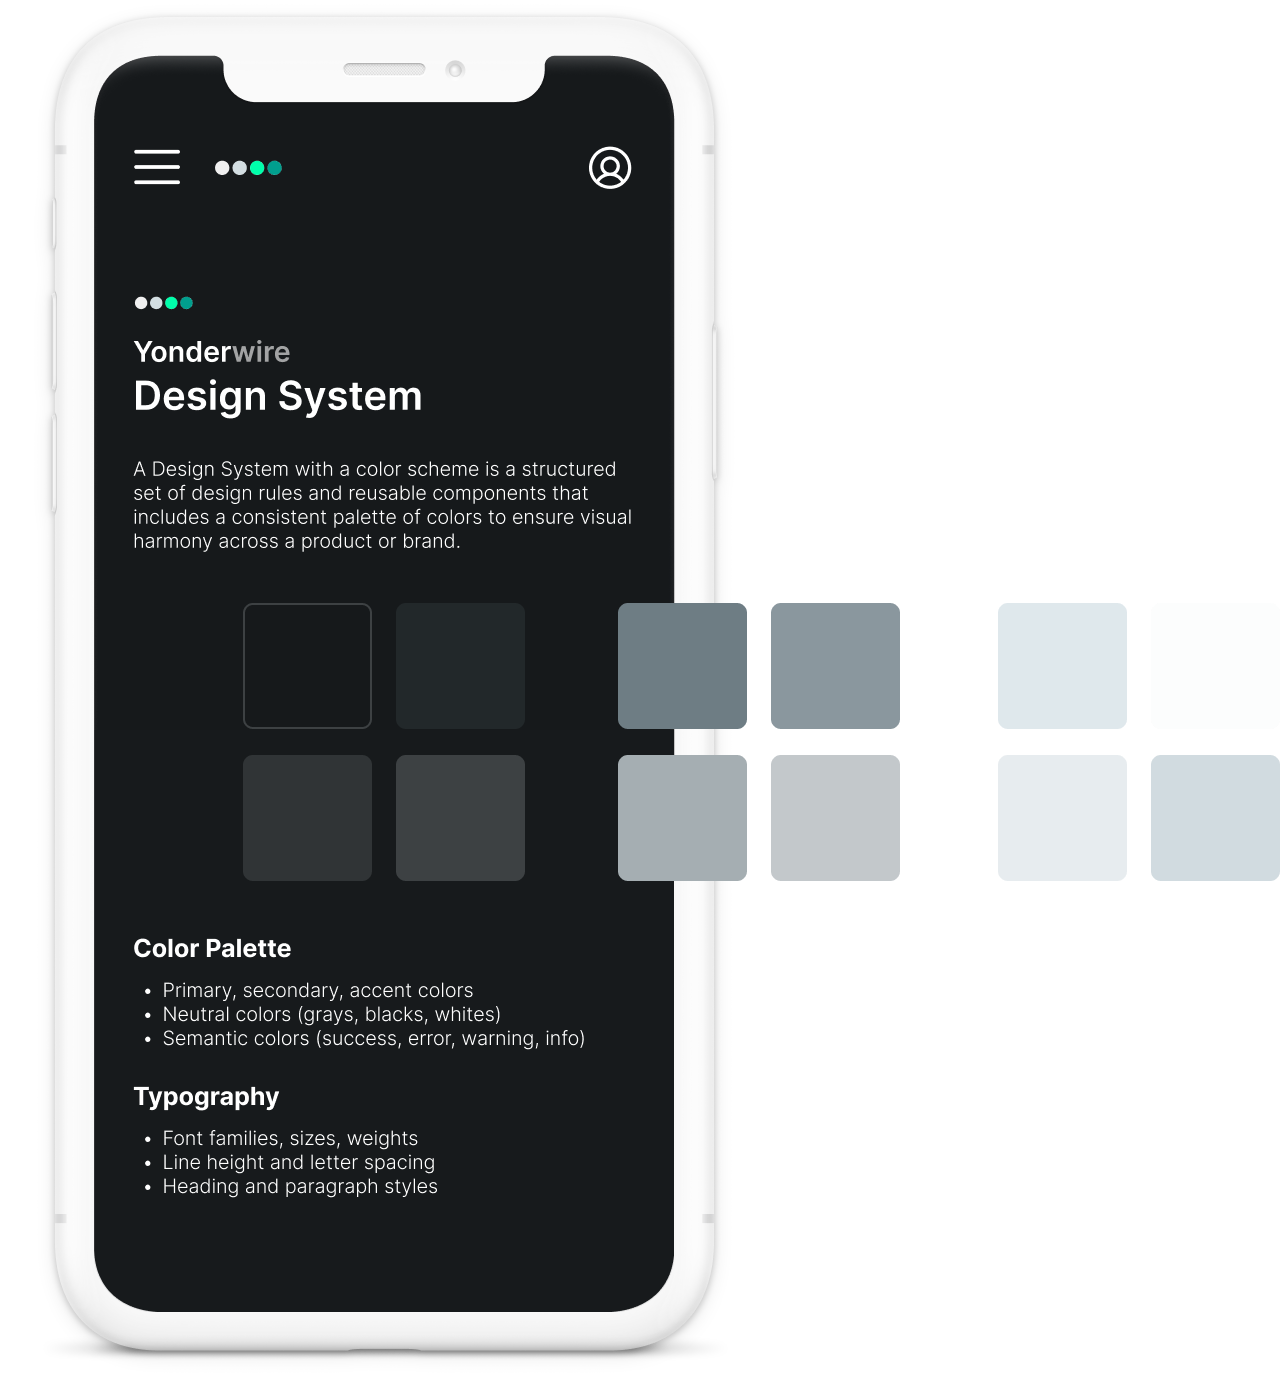 Yonderwire
Design System
A Design System with a color scheme is a structured
set of design rules and reusable components that
includes a consistent palette of colors to ensure visual
harmony across a product or brand.
Color Palette
• Primary, secondary, accent colors
• Neutral colors (grays, blacks, whites)
• Semantic colors (success, error, warning, info)
Typography
• Font families, sizes, weights
• Line height and letter spacing
• Heading and paragraph styles